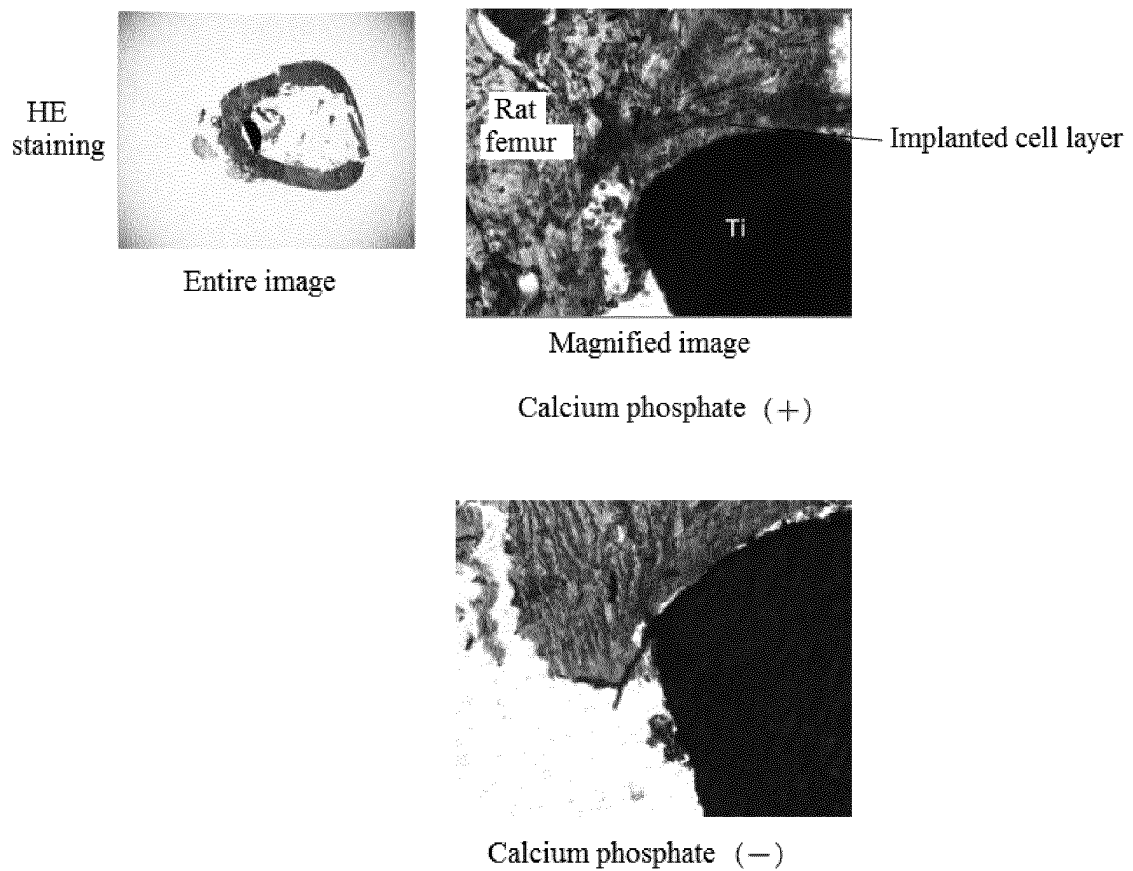 HE
staining
Entire image
Rat
femur
Implanted cell layer
Ti
Magnified image
Calcium phosphate (+)
Calcium phosphate (−)